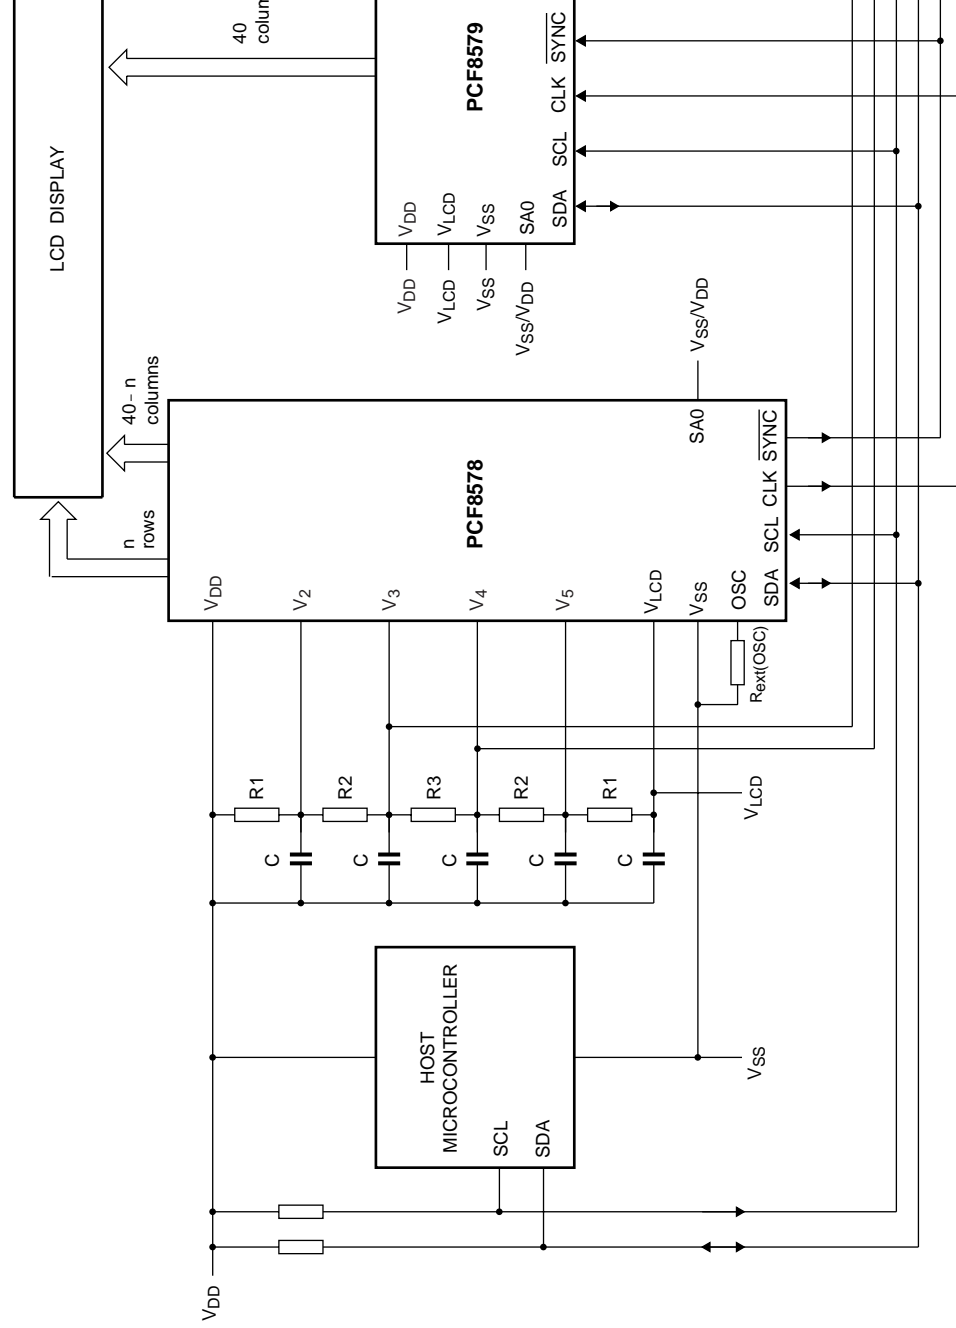 LCD DISPLAY
n
rows
40 – n
columns
40
colum
VDD
V2
V3
V4
V5
VLCD
VSS
OSC
PCF8578
SA0
VSS/VDD
SDA
SCL
CLK
SYNC
Rext(OSC)
VDD
VLCD
VSS
VSS/VDD
VDD
VLCD
VSS
SA0
PCF8579
SDA
SCL
CLK
SYNC
R1
R2
R3
R2
R1
C
C
C
C
C
VLCD
HOST
MICROCONTROLLER
SCL
SDA
VSS
VDD